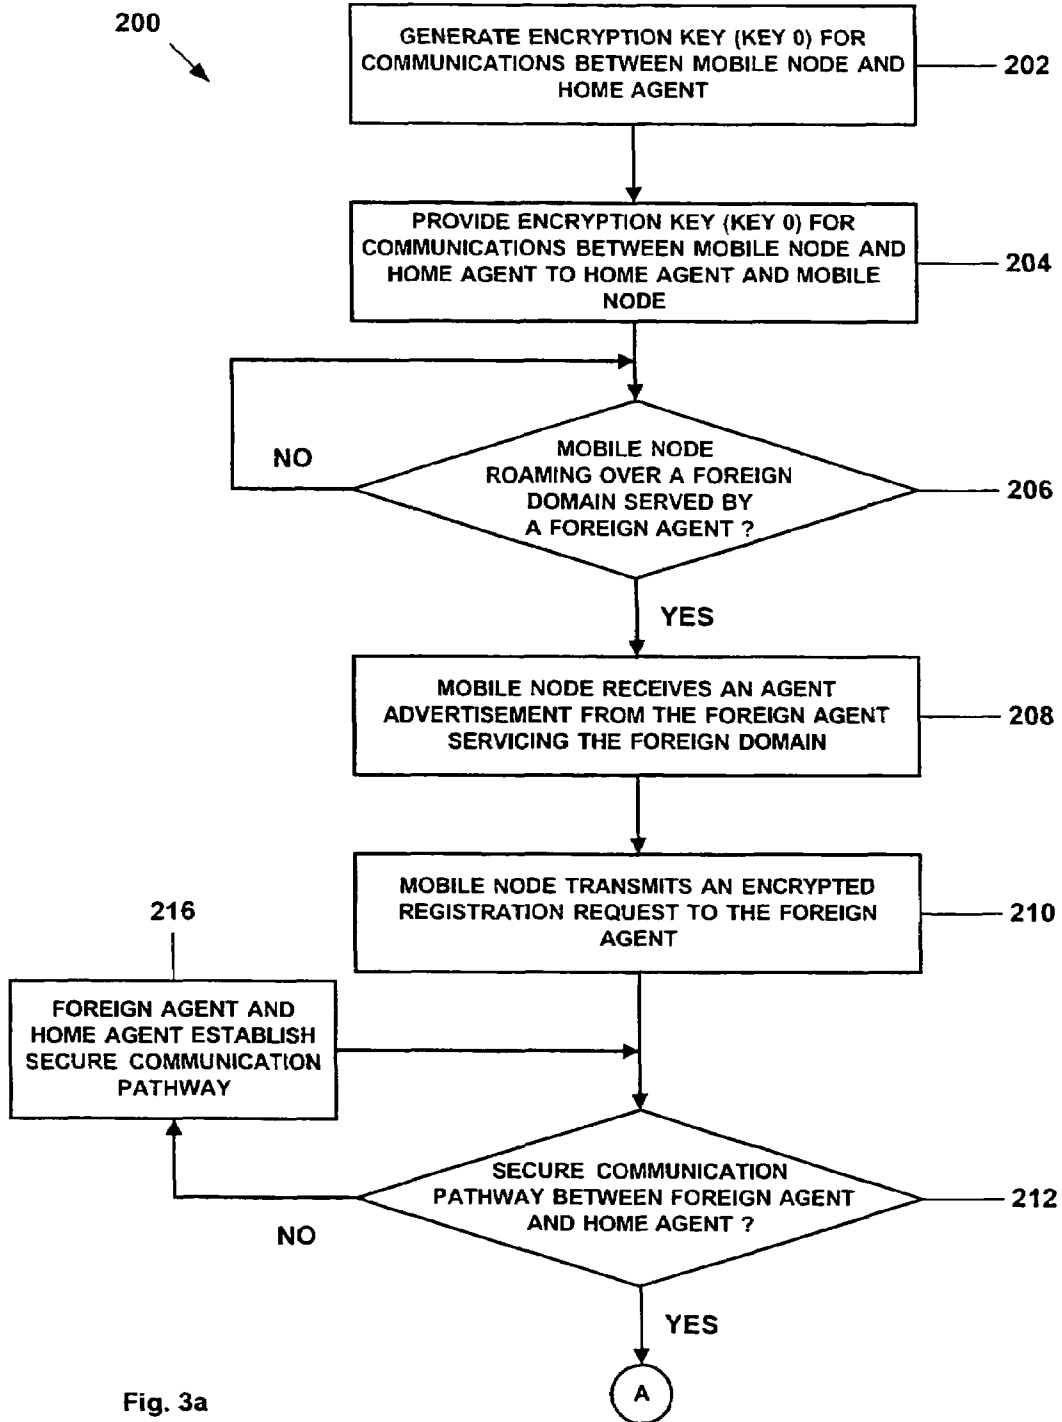 200
GENERATE ENCRYPTION KEY (KEY 0) FOR
COMMUNICATIONS BETWEEN MOBILE NODE AND
HOME AGENT
202
PROVIDE ENCRYPTION KEY (KEY 0) FOR
COMMUNICATIONS BETWEEN MOBILE NODE AND
HOME AGENT TO HOME AGENT AND MOBILE
NODE
204
MOBILE NODE
ROAMING OVER A FOREIGN
DOMAIN SERVED BY
A FOREIGN AGENT ?
206
NO
YES
MOBILE NODE RECEIVES AN AGENT
ADVERTISEMENT FROM THE FOREIGN AGENT
SERVICING THE FOREIGN DOMAIN
208
MOBILE NODE TRANSMITS AN ENCRYPTED
REGISTRATION REQUEST TO THE FOREIGN
AGENT
210
216
FOREIGN AGENT AND
HOME AGENT ESTABLISH
SECURE COMMUNICATION
PATHWAY
SECURE COMMUNICATION
PATHWAY BETWEEN FOREIGN AGENT
AND HOME AGENT ?
212
NO
YES
A
Fig. 3a